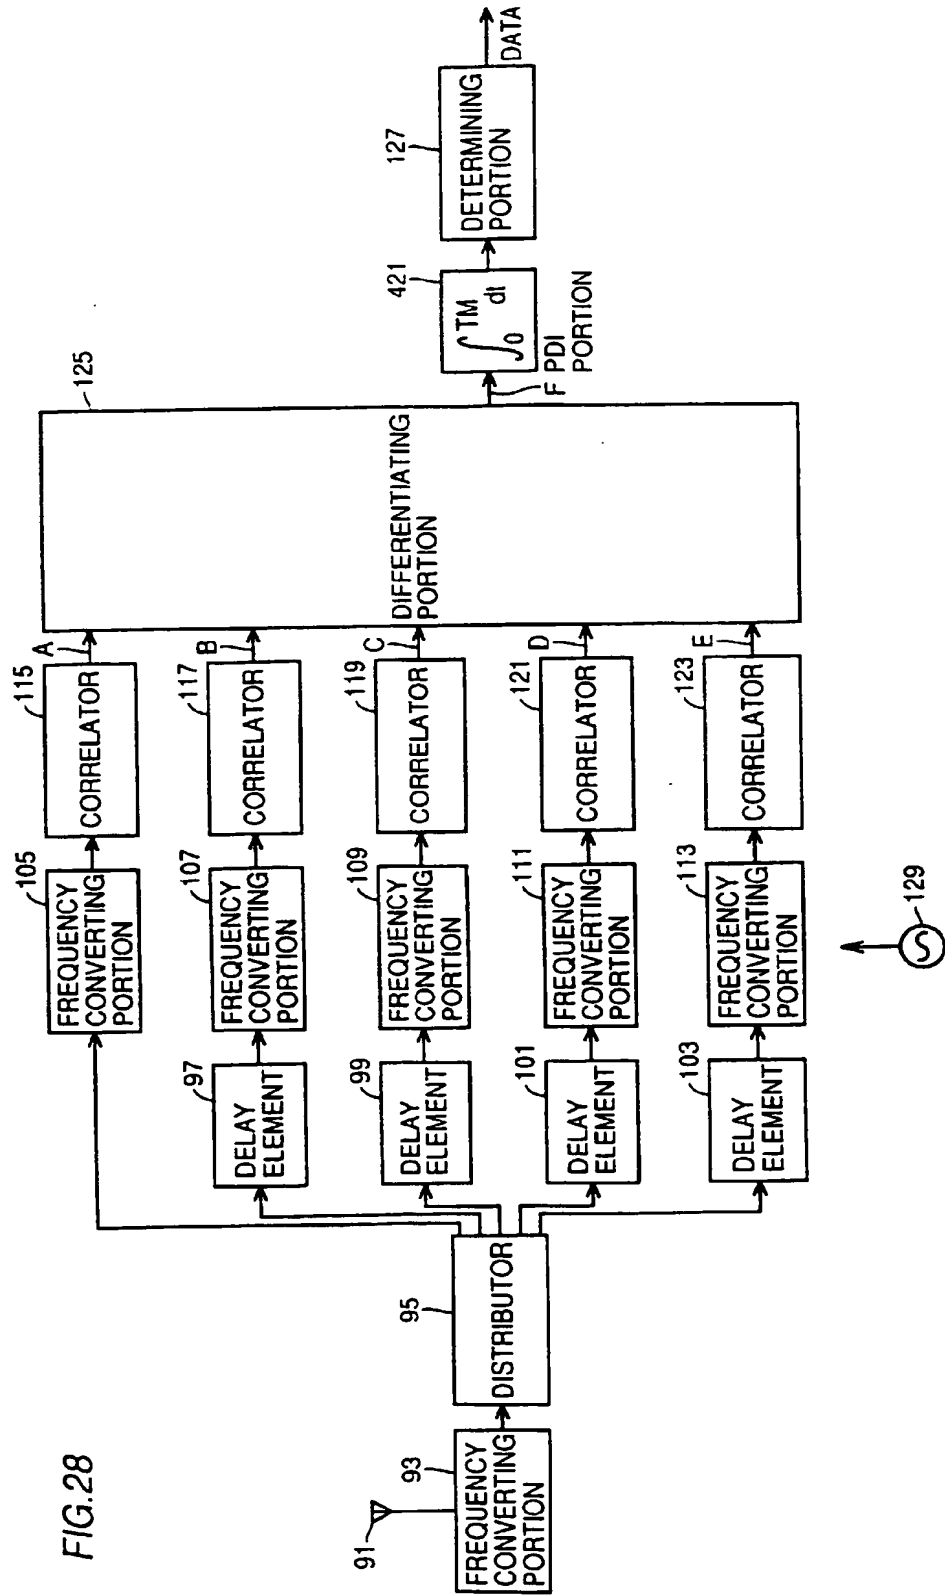 FIG.28
91
FREQUENCY
CONVERTING
PORTION
93
DISTRIBUTOR
95
DELAY
ELEMENT
97
DELAY
ELEMENT
99
DELAY
ELEMENT
101
DELAY
ELEMENT
103
FREQUENCY
CONVERTING
PORTION
105
FREQUENCY
CONVERTING
PORTION
107
FREQUENCY
CONVERTING
PORTION
109
FREQUENCY
CONVERTING
PORTION
111
FREQUENCY
CONVERTING
PORTION
113
129
CORRELATOR
115
CORRELATOR
117
CORRELATOR
119
CORRELATOR
121
CORRELATOR
123
A
B
C
D
E
DIFFERENTIATING
PORTION
125
F
PDI
PORTION
∫0TM dt
421
DETERMINING
PORTION
127
DATA